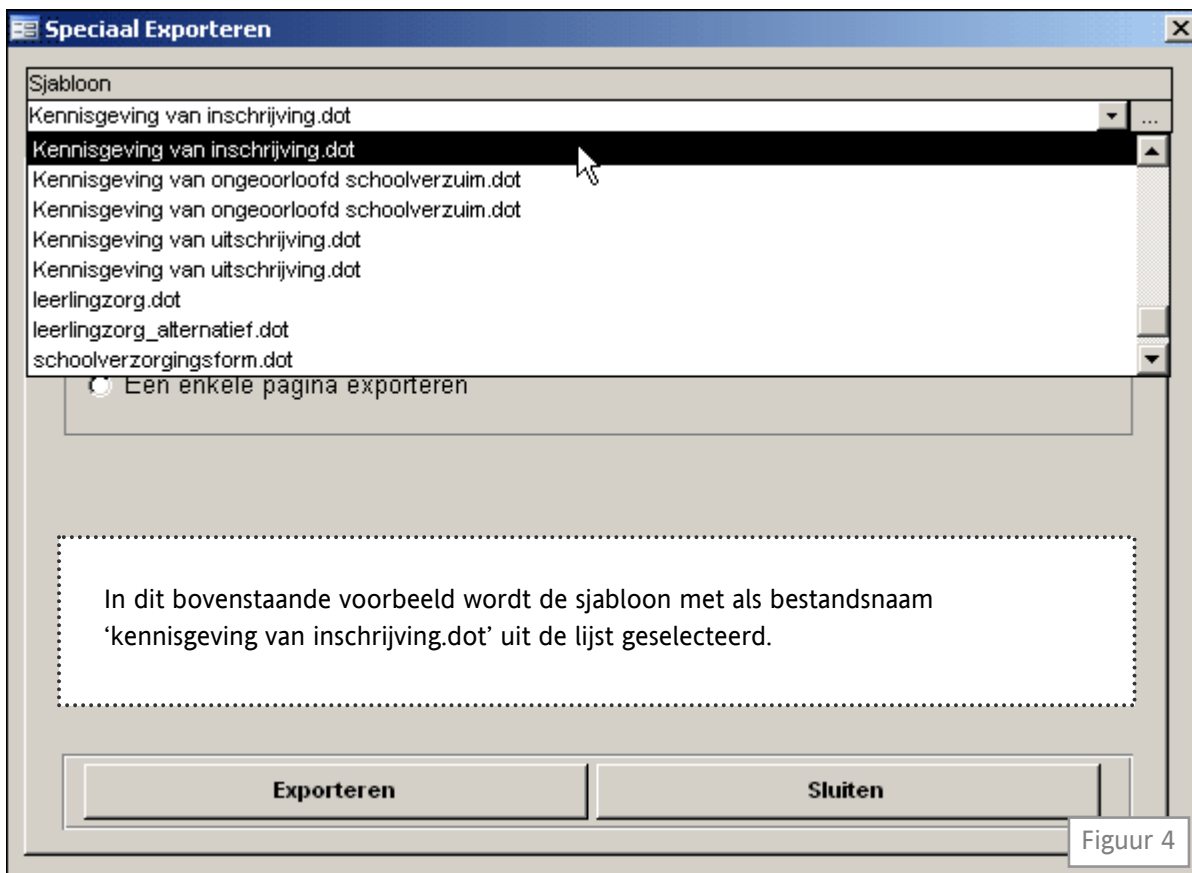 Speciaal Exporteren
Sjabloon
Kennisgeving van inschrijving.dot
...
Kennisgeving van inschrijving.dot
Kennisgeving van ongeoorloofd schoolverzuim.dot
Kennisgeving van ongeoorloofd schoolverzuim.dot
Kennisgeving van uitschrijving.dot
Kennisgeving van uitschrijving.dot
leerlingzorg.dot
leerlingzorg_alternatief.dot
schoolverzorgingsform.dot
Een enkele pagina exporteren
In dit bovenstaande voorbeeld wordt de sjabloon met als bestandsnaam
‘kennisgeving van inschrijving.dot’ uit de lijst geselecteerd.
Exporteren
Sluiten
Figuur 4